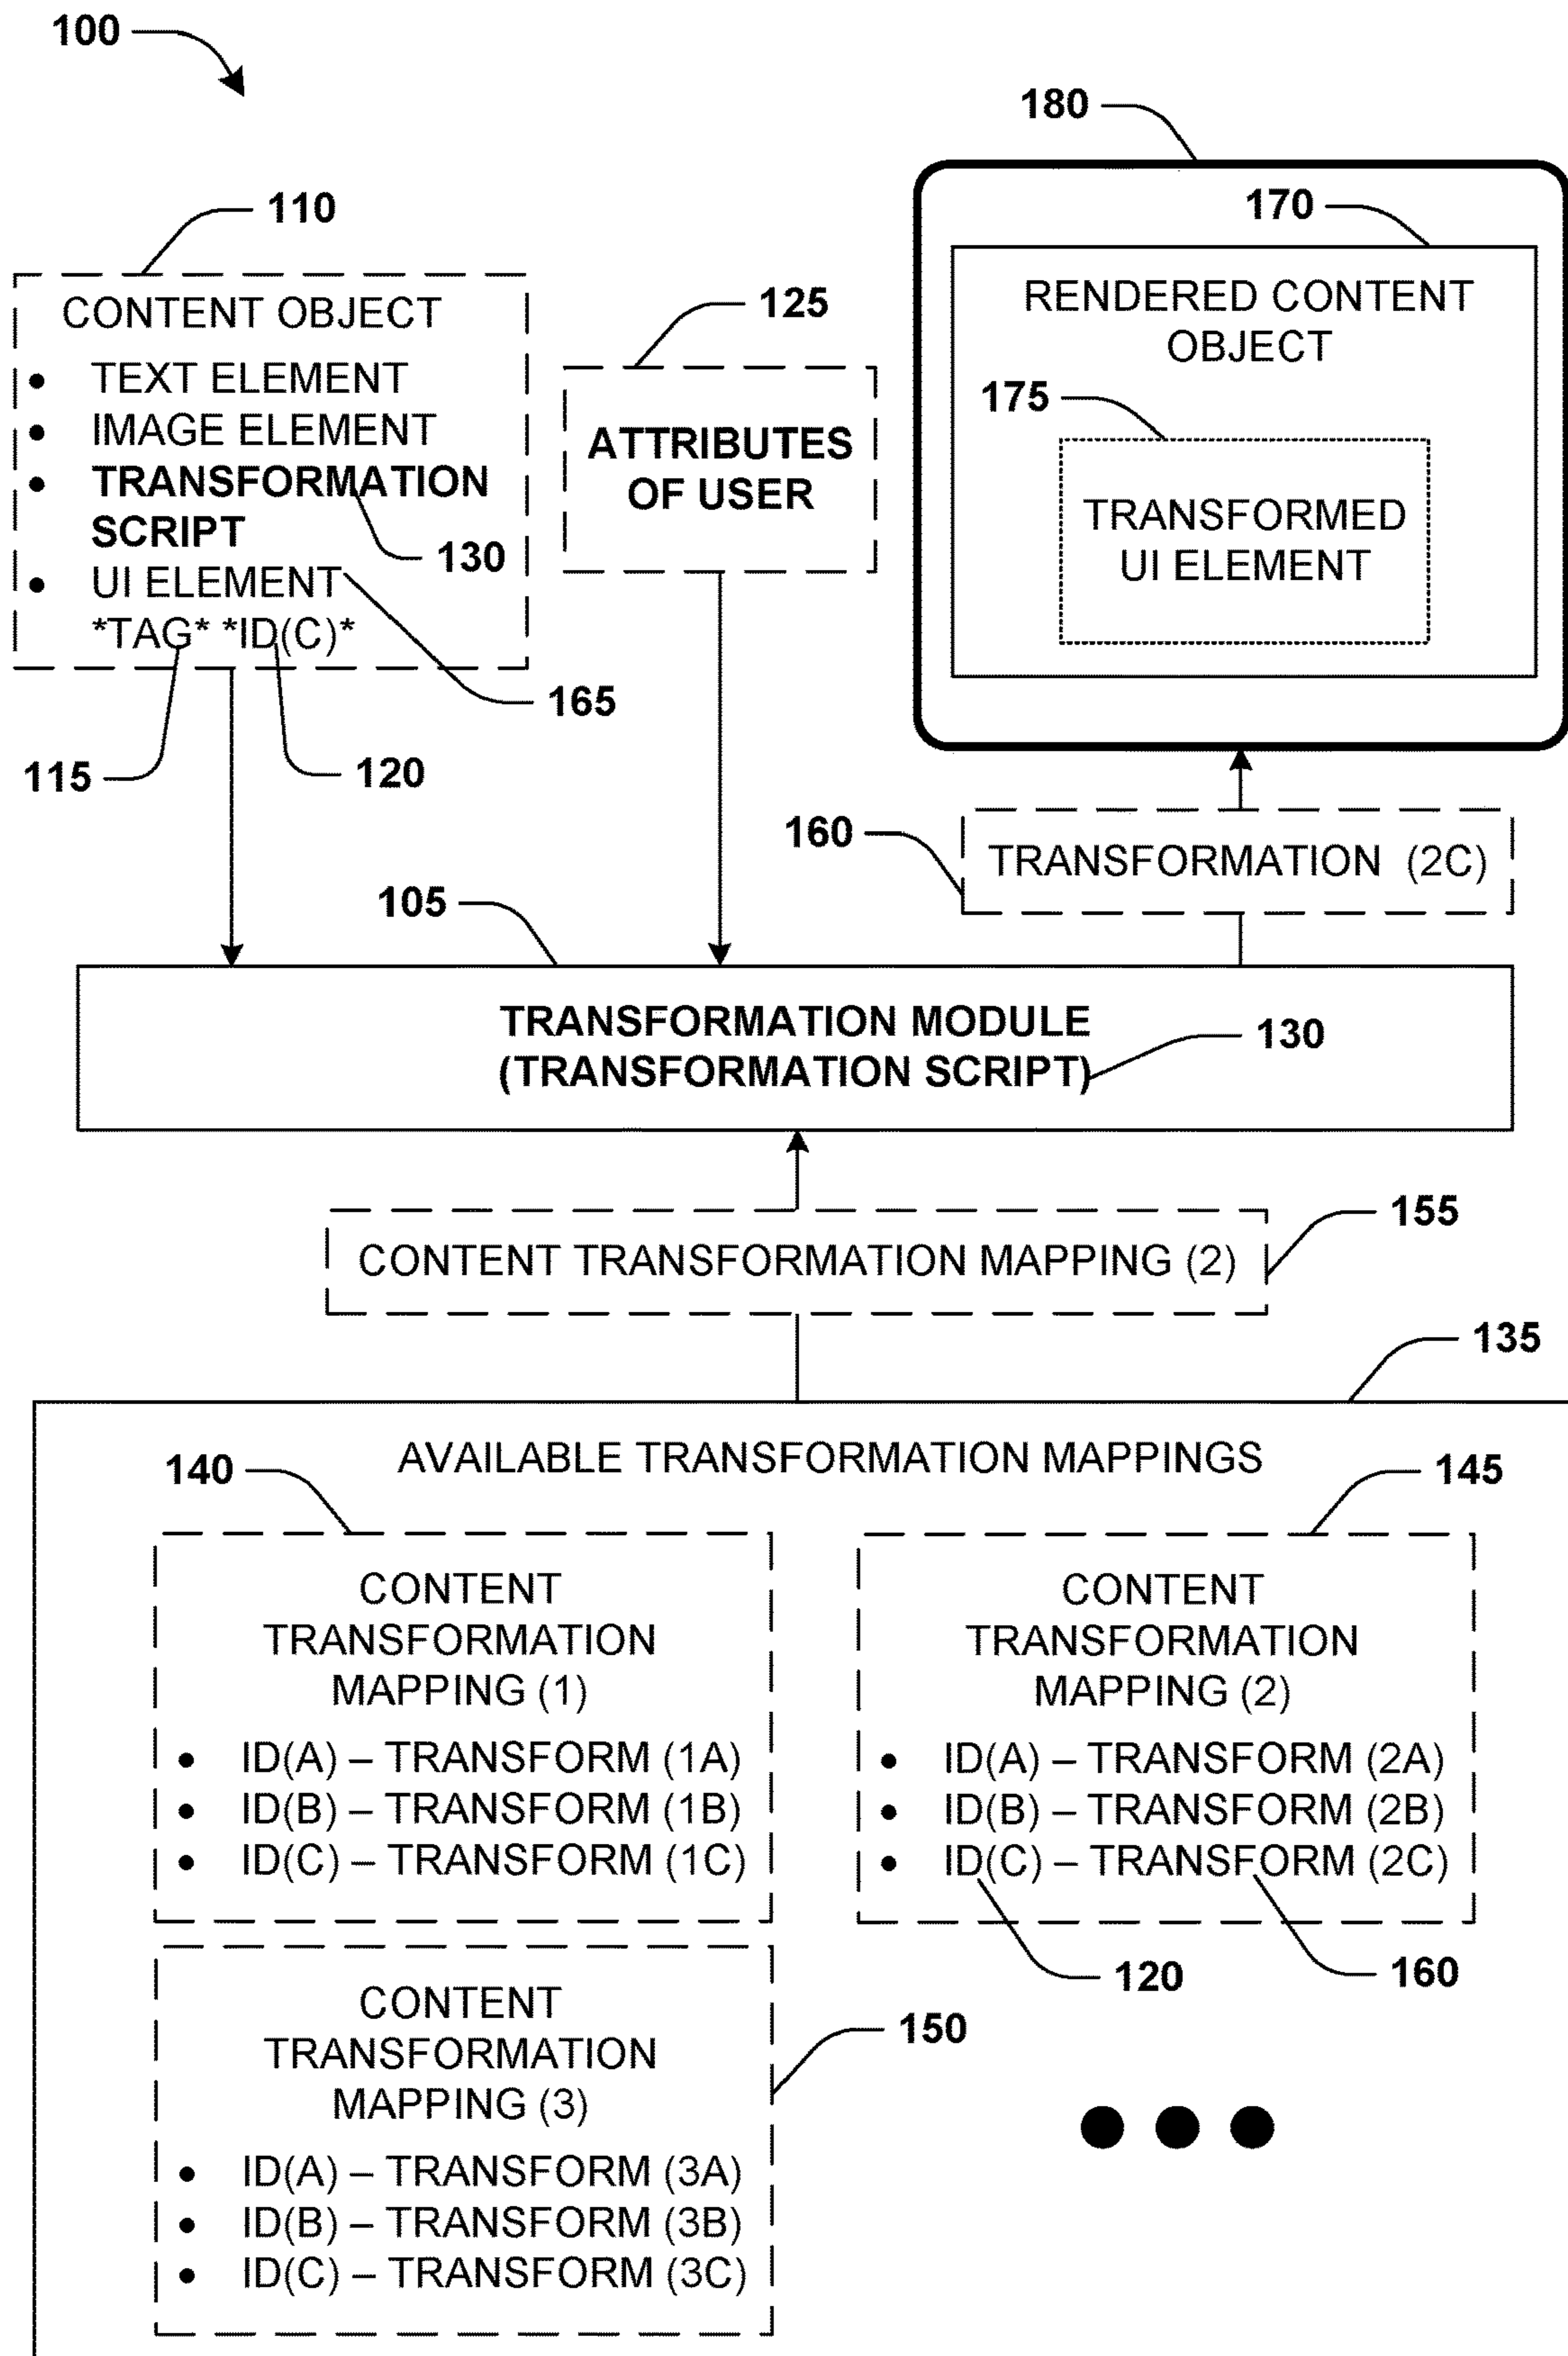 100
180
110
170
CONTENT OBJECT
• TEXT ELEMENT
• IMAGE ELEMENT
• TRANSFORMATION
SCRIPT
130
• UI ELEMENT
*TAG* *ID(C)*
165
115
120
125
ATTRIBUTES
OF USER
RENDERED CONTENT
OBJECT
175
TRANSFORMED
UI ELEMENT
160
TRANSFORMATION (2C)
105
TRANSFORMATION MODULE
(TRANSFORMATION SCRIPT)
130
155
CONTENT TRANSFORMATION MAPPING (2)
135
AVAILABLE TRANSFORMATION MAPPINGS
140
CONTENT
TRANSFORMATION
MAPPING (1)
• ID(A) – TRANSFORM (1A)
• ID(B) – TRANSFORM (1B)
• ID(C) – TRANSFORM (1C)
145
CONTENT
TRANSFORMATION
MAPPING (2)
• ID(A) – TRANSFORM (2A)
• ID(B) – TRANSFORM (2B)
• ID(C) – TRANSFORM (2C)
120
160
CONTENT
TRANSFORMATION
MAPPING (3)
150
• ID(A) – TRANSFORM (3A)
• ID(B) – TRANSFORM (3B)
• ID(C) – TRANSFORM (3C)